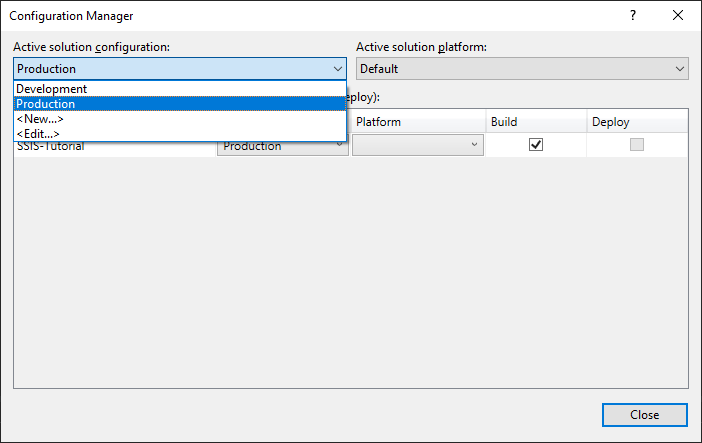 Configuration Manager
?
Active solution configuration:
Active solution platform:
Production
Default
Development
Production
<New...>
<Edit...>
deploy):
Platform
Build
Deploy
SSIS-Tutorial
Production
Close